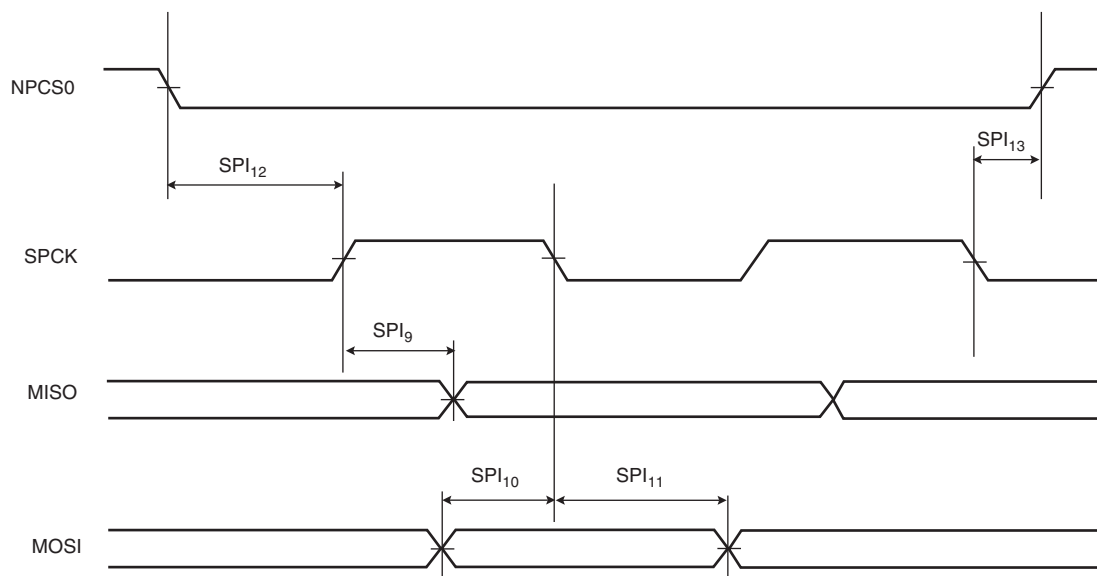 NPCS0
SPI₁₂
SPI₁₃
SPCK
SPI₉
MISO
SPI₁₀
SPI₁₁
MOSI